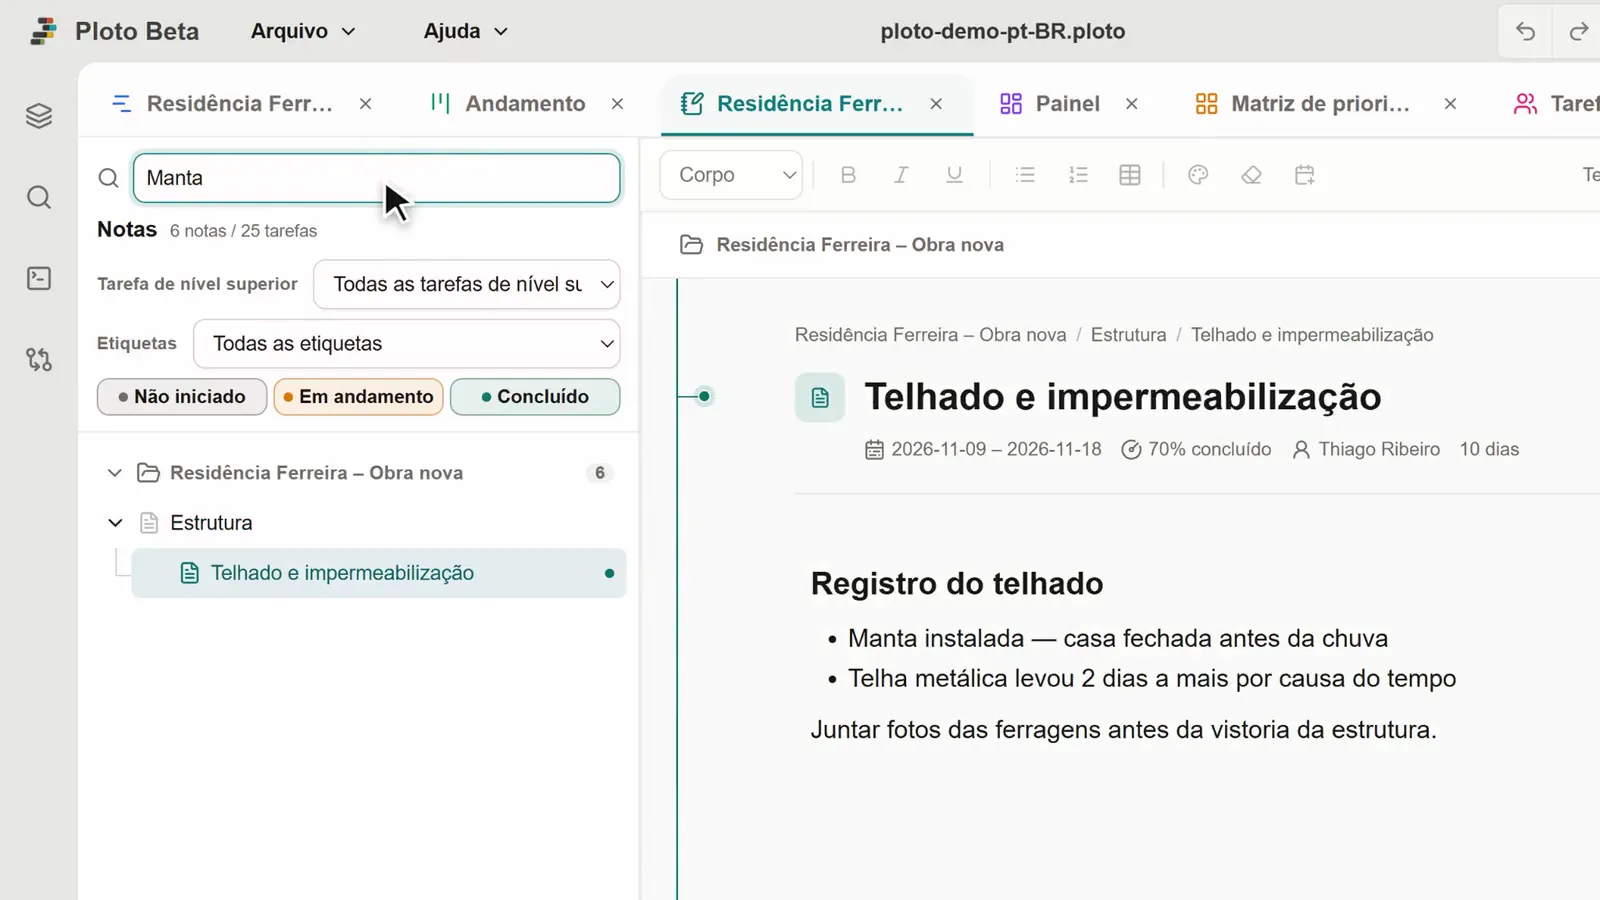 Ploto Beta
Arquivo
Ajuda
ploto-demo-pt-BR.ploto
Residência Ferr...
Andamento
Residência Ferr...
Painel
Matriz de priori...
Manta
Notas 6 notas / 25 tarefas
Tarefa de nível superior
Todas as tarefas de nível
Etiquetas
Todas as etiquetas
Não iniciado
Em andamento
Concluído
Residência Ferreira – Obra nova
6
Estrutura
Telhado e impermeabilização
Corpo
B I U
Residência Ferreira – Obra nova
Residência Ferreira – Obra nova / Estrutura / Telhado e impermeabilização
Telhado e impermeabilização
2026-11-09 – 2026-11-18
70% concluído
Thiago Ribeiro
10 dias
Registro do telhado
• Manta instalada — casa fechada antes da chuva
• Telha metálica levou 2 dias a mais por causa do tempo
Juntar fotos das ferragens antes da vistoria da estrutura.